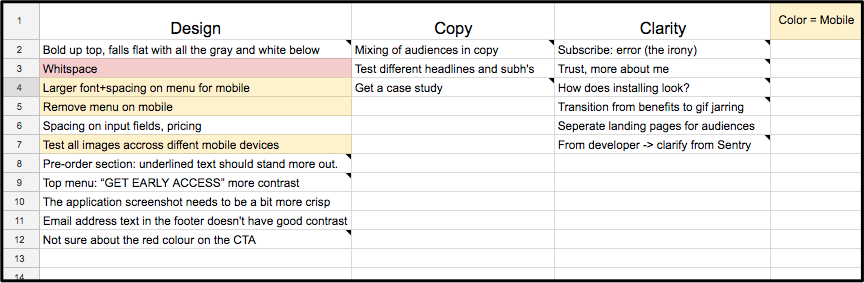 1 Design Copy Clarity Color = Mobile
2 Bold up top, falls flat with all the gray and white below Mixing of audiences in copy Subscribe: error (the irony)
3 Whitspace Test different headlines and subh's Trust, more about me
4 Larger font+spacing on menu for mobile Get a case study How does installing look?
5 Remove menu on mobile Transition from benefits to gif jarring
6 Spacing on input fields, pricing Seperate landing pages for audiences
7 Test all images accross diffent mobile devices From developer -> clarify from Sentry
8 Pre-order section: underlined text should stand more out.
9 Top menu: “GET EARLY ACCESS” more contrast
10 The application screenshot needs to be a bit more crisp
11 Email address text in the footer doesn't have good contrast
12 Not sure about the red colour on the CTA
13
14